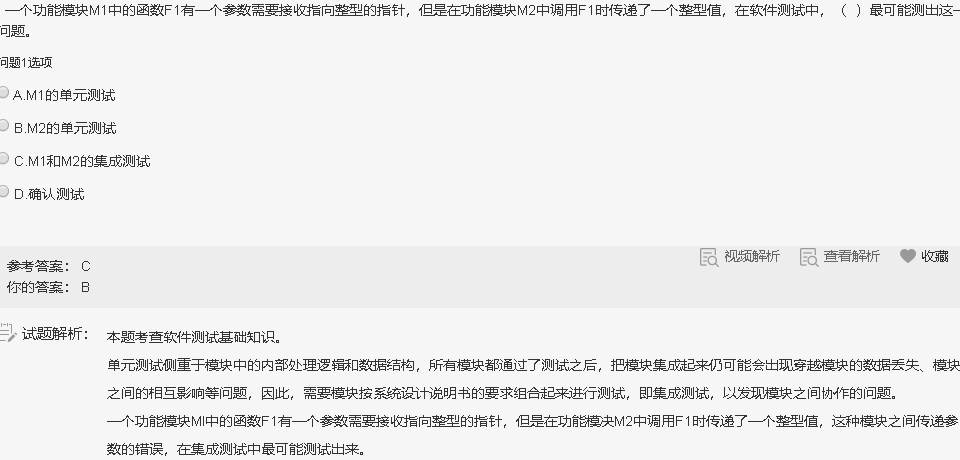 一个功能模块M1中的函数F1有一个参数需要接收指向整型的指针，但是在功能模块M2中调用F1时传递了一个整型值，在软件测试中，（ ）最可能测出这一
问题。
问题1选项
A.M1的单元测试
B.M2的单元测试
C.M1和M2的集成测试
D.确认测试
视频解析 查看解析 收藏
参考答案： C
你的答案： B
试题解析： 本题考查软件测试基础知识。
单元测试侧重于模块中的内部处理逻辑和数据结构，所有模块都通过了测试之后，把模块集成起来仍可能会出现穿越模块的数据丢失、模块
之间的相互影响等问题，因此，需要模块按系统设计说明书的要求组合起来进行测试，即集成测试，以发现模块之间协作的问题。
一个功能模块MI中的函数F1有一个参数需要接收指向整型的指针，但是在功能模决M2中调用F1时传递了一个整型值，这种模块之间传递参
数的错误，在集成测试中最可能测试出来。